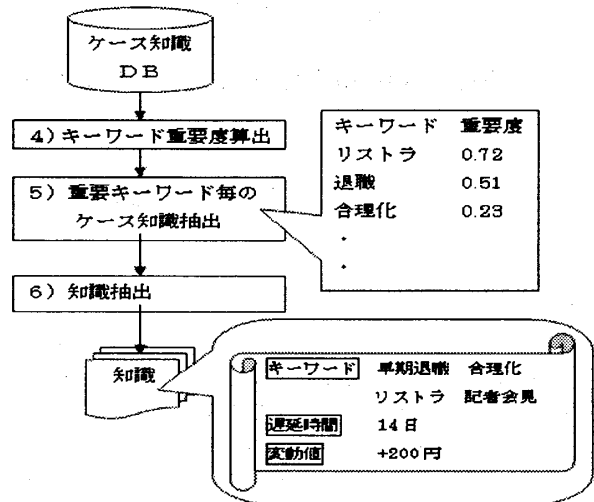 ケース知識
DB
4)キーワード重要度算出
5)重要キーワード毎の
ケース知識抽出
6)知識抽出
知識
キーワード 重要度
リストラ 0.72
退職 0.51
合理化 0.23
・
・
キーワード 早期退職 合理化
リストラ 記者会見
遅延時間 14日
変動値 +200円